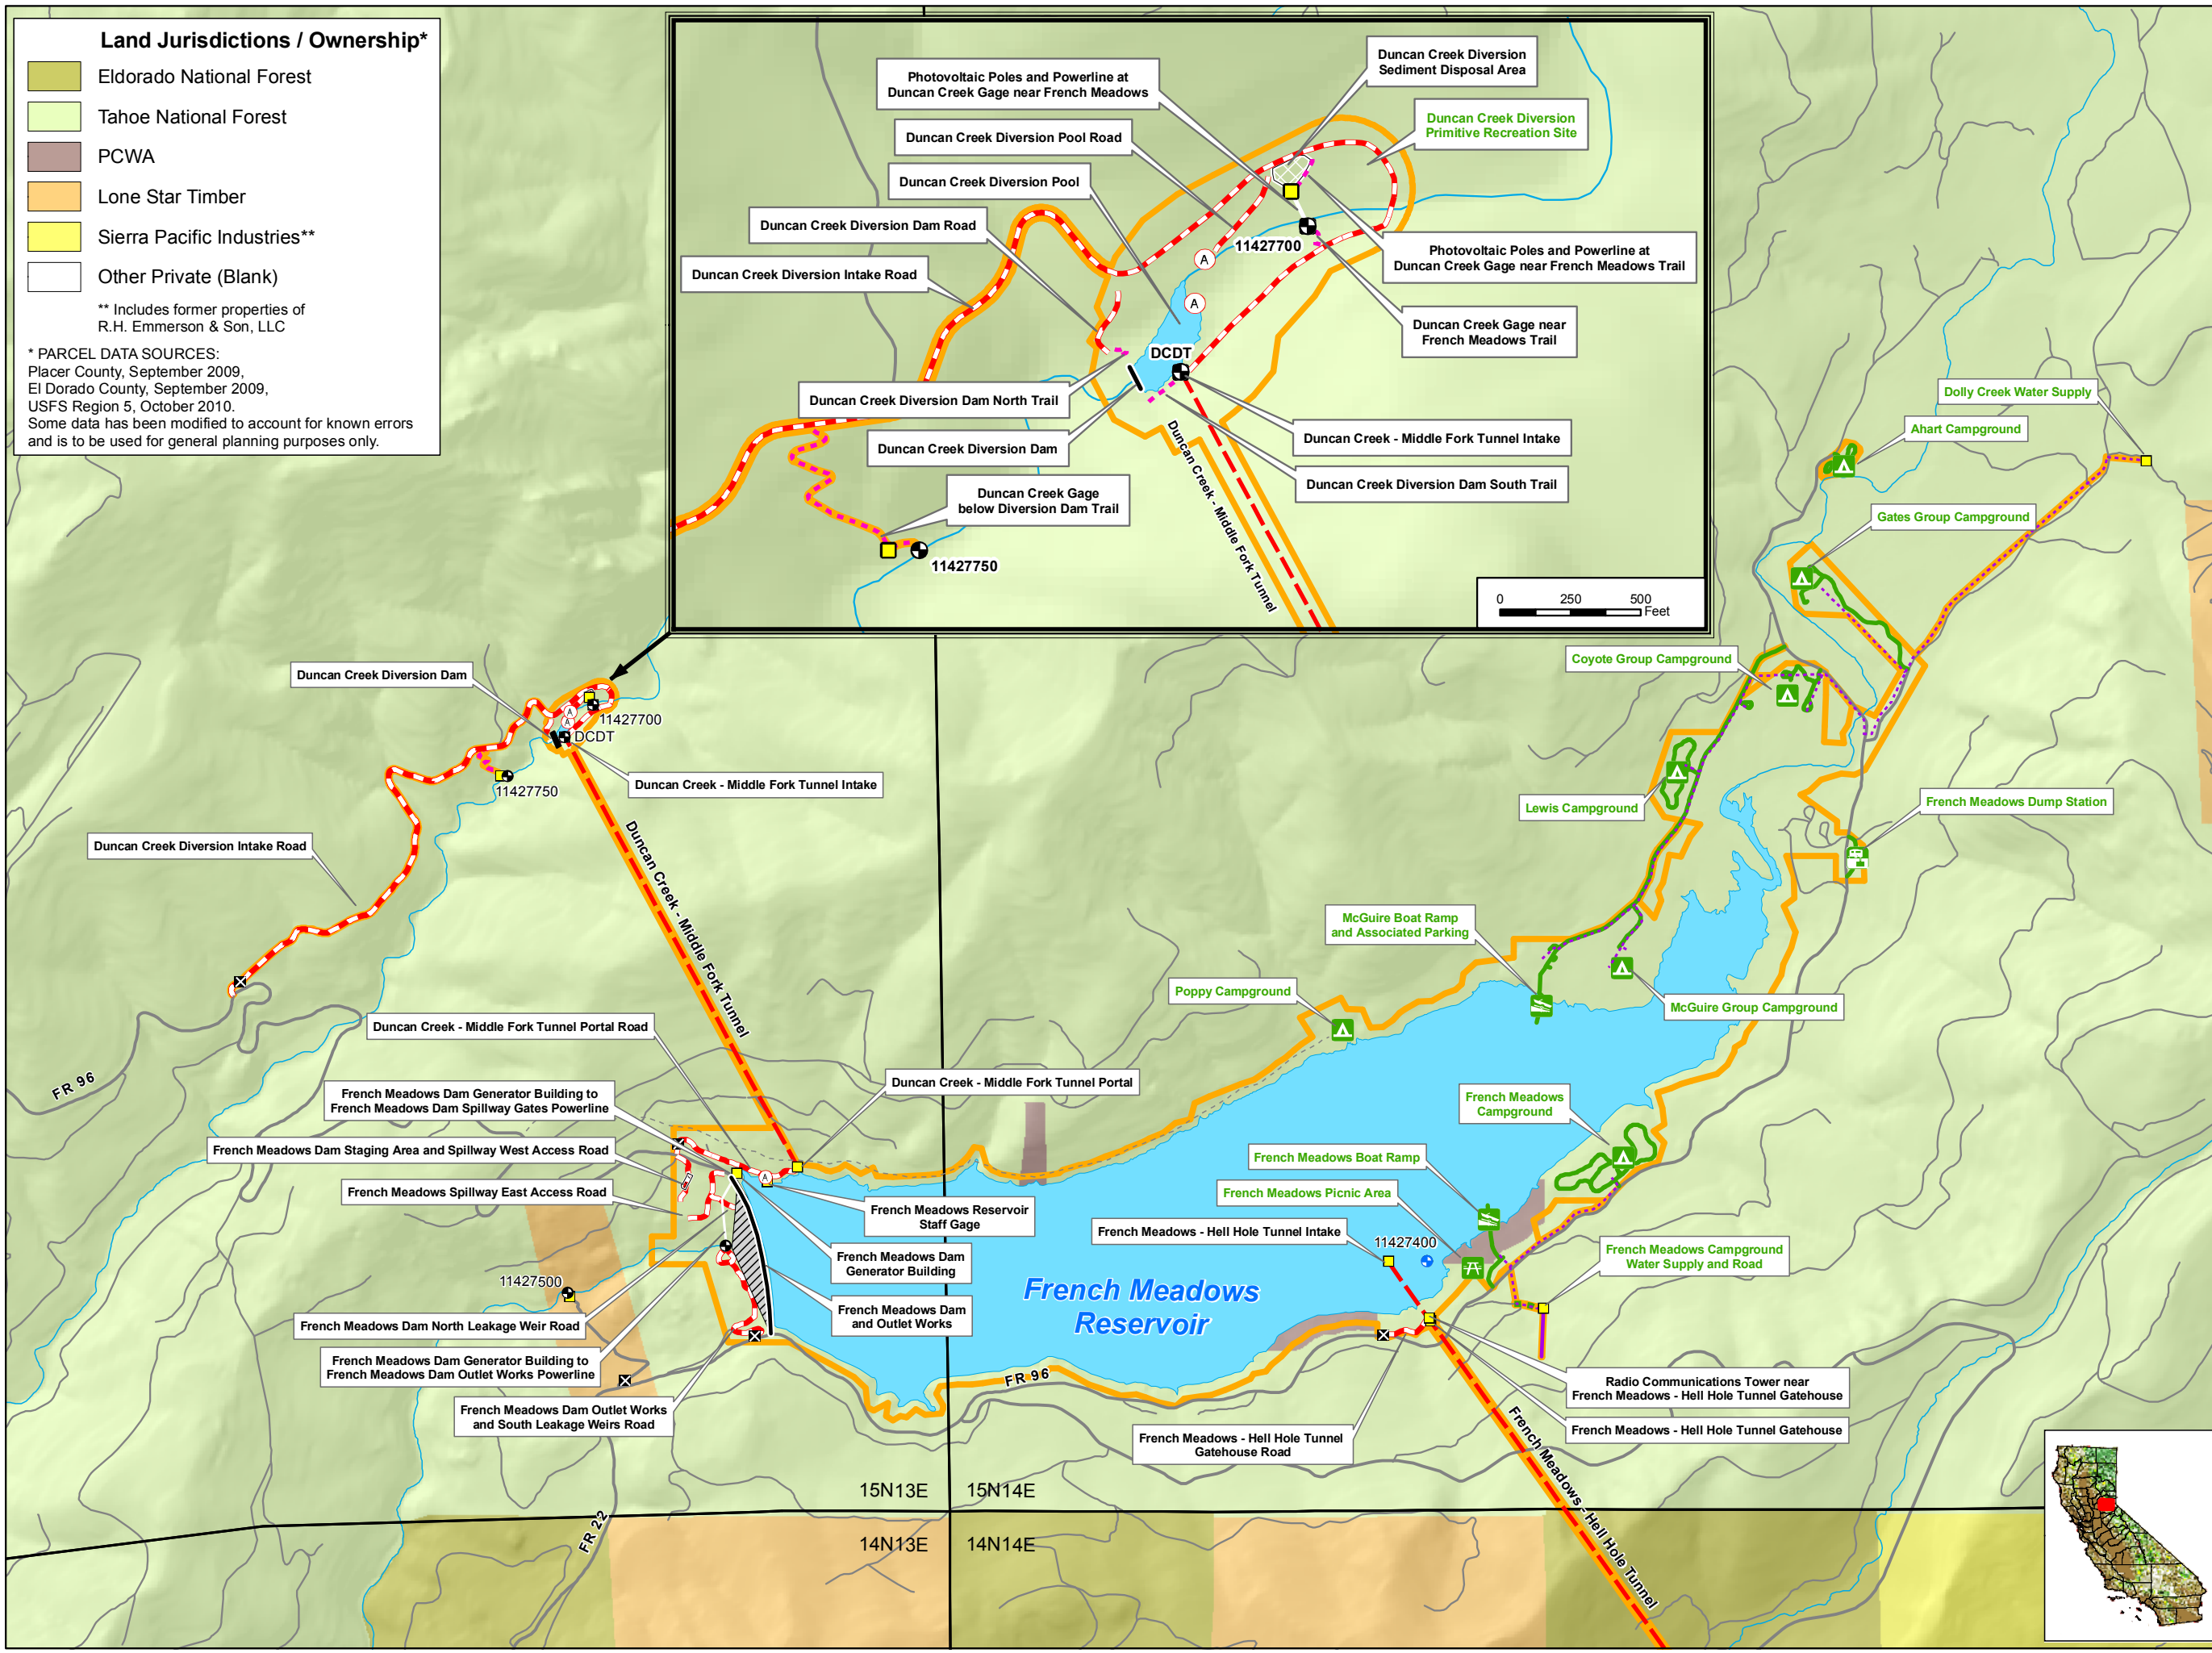 Land Jurisdictions / Ownership*
Eldorado National Forest
Tahoe National Forest
PCWA
Lone Star Timber
Sierra Pacific Industries**
Other Private (Blank)
** Includes former properties of
R.H. Emmerson & Son, LLC
* PARCEL DATA SOURCES:
Placer County, September 2009,
El Dorado County, September 2009,
USFS Region 5, October 2010.
Some data has been modified to account for known errors
and is to be used for general planning purposes only.
Duncan Creek Diversion
Sediment Disposal Area
Photovoltaic Poles and Powerline at
Duncan Creek Gage near French Meadows
Duncan Creek Diversion
Primitive Recreation Site
Duncan Creek Diversion Pool Road
Duncan Creek Diversion Pool
Duncan Creek Diversion Dam Road
Duncan Creek Diversion Intake Road
11427700
A
A
Photovoltaic Poles and Powerline at
Duncan Creek Gage near French Meadows Trail
Duncan Creek Gage near
French Meadows Trail
DCDT
Duncan Creek Diversion Dam North Trail
Duncan Creek Diversion Dam
Duncan Creek - Middle Fork Tunnel Intake
Duncan Creek Diversion Dam South Trail
Duncan Creek Gage
below Diversion Dam Trail
11427750
Duncan Creek - Middle Fork Tunnel
0 250 500
Feet
Dolly Creek Water Supply
Ahart Campground
Gates Group Campground
Coyote Group Campground
Lewis Campground
French Meadows Dump Station
Duncan Creek Diversion Dam
11427700
A
A
DCDT
11427750
Duncan Creek - Middle Fork Tunnel Intake
Duncan Creek Diversion Intake Road
Duncan Creek - Middle Fork Tunnel
McGuire Boat Ramp
and Associated Parking
Poppy Campground
McGuire Group Campground
Duncan Creek - Middle Fork Tunnel Portal Road
FR 96
Duncan Creek - Middle Fork Tunnel Portal
French Meadows Dam Generator Building to
French Meadows Dam Spillway Gates Powerline
French Meadows Dam Staging Area and Spillway West Access Road
French Meadows Spillway East Access Road
A
French Meadows Reservoir
Staff Gage
French Meadows Dam
Generator Building
French Meadows Dam
and Outlet Works
11427500
French Meadows Dam North Leakage Weir Road
French Meadows Dam Generator Building to
French Meadows Dam Outlet Works Powerline
French Meadows Dam Outlet Works
and South Leakage Weirs Road
French Meadows
Campground
French Meadows Boat Ramp
French Meadows Picnic Area
French Meadows - Hell Hole Tunnel Intake
11427400
French Meadows Campground
Water Supply and Road
French Meadows
Reservoir
FR 96
Radio Communications Tower near
French Meadows - Hell Hole Tunnel Gatehouse
French Meadows - Hell Hole Tunnel Gatehouse
French Meadows - Hell Hole Tunnel
Gatehouse Road
French Meadows - Hell Hole Tunnel
FR 22
15N13E 15N14E
14N13E 14N14E